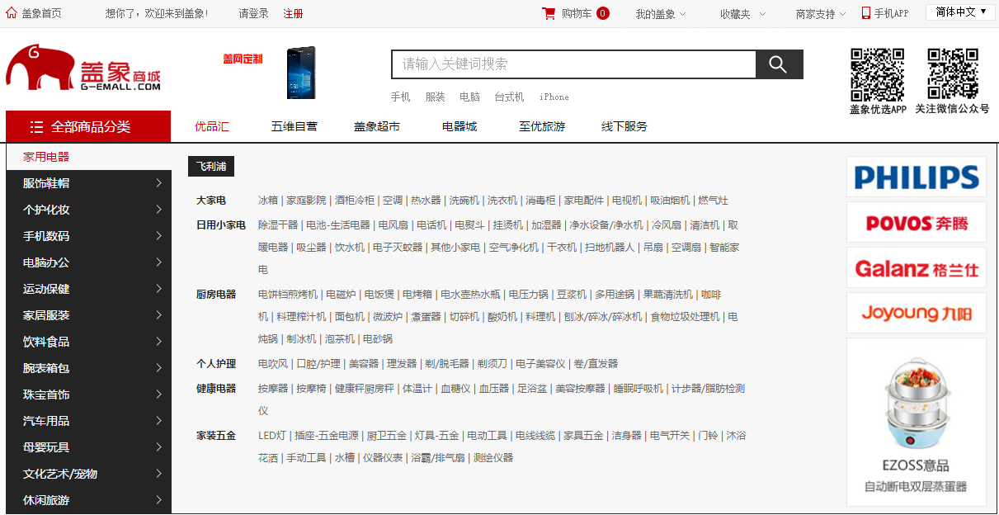 盖象首页 想你了，欢迎来到盖象! 请登录 注册 购物车 0 我的盖象 收藏夹 商家支持 手机APP 简体中文 ▼
盖象商城
G-EMALL.COM
盖网定制
请输入关键词搜索
手机 服装 电脑 台式机 iPhone
盖象优选APP 关注微信公众号
全部商品分类 优品汇 五维自营 盖象超市 电器城 至优旅游 线下服务
家用电器
服饰鞋帽
个护化妆
手机数码
电脑办公
运动保健
家居服装
饮料食品
腕表箱包
珠宝首饰
汽车用品
母婴玩具
文化艺术/宠物
休闲旅游
飞利浦
大家电 冰箱 | 家庭影院 | 酒柜冷柜 | 空调 | 热水器 | 洗碗机 | 洗衣机 | 消毒柜 | 家电配件 | 电视机 | 吸油烟机 | 燃气灶
日用小家电 除湿干器 | 电池-生活电器 | 电风扇 | 电话机 | 电熨斗 | 挂烫机 | 加湿器 | 净水设备/净水机 | 冷风扇 | 清洁机 | 取
暖电器 | 吸尘器 | 饮水机 | 电子灭蚊器 | 其他小家电 | 空气净化机 | 干衣机 | 扫地机器人 | 吊扇 | 空调扇 | 智能家
电
厨房电器 电饼铛煎烤机 | 电磁炉 | 电饭煲 | 电烤箱 | 电水壶热水瓶 | 电压力锅 | 豆浆机 | 多用途锅 | 果蔬清洗机 | 咖啡
机 | 料理榨汁机 | 面包机 | 微波炉 | 煮蛋器 | 切碎机 | 酸奶机 | 料理机 | 刨冰/碎冰/碎冰机 | 食物垃圾处理机 | 电
炖锅 | 制冰机 | 泡茶机 | 电砂锅
个人护理 电吹风 | 口腔/护理 | 美容器 | 理发器 | 剃/脱毛器 | 剃须刀 | 电子美容仪 | 卷/直发器
健康电器 按摩器 | 按摩椅 | 健康秤厨房秤 | 体温计 | 血糖仪 | 血压器 | 足浴盆 | 美容按摩器 | 睡眠呼吸机 | 计步器/脂肪检测
仪
家装五金 LED灯 | 插座-五金电源 | 厨卫五金 | 灯具-五金 | 电动工具 | 电线线缆 | 家具五金 | 洁身器 | 电气开关 | 门铃 | 沐浴
花洒 | 手动工具 | 水槽 | 仪器仪表 | 浴霸/排气扇 | 测绘仪器
PHILIPS
POVOS®奔腾
Galanz 格兰仕
Joyoung 九阳
EZOSS意品
自动断电双层蒸蛋器